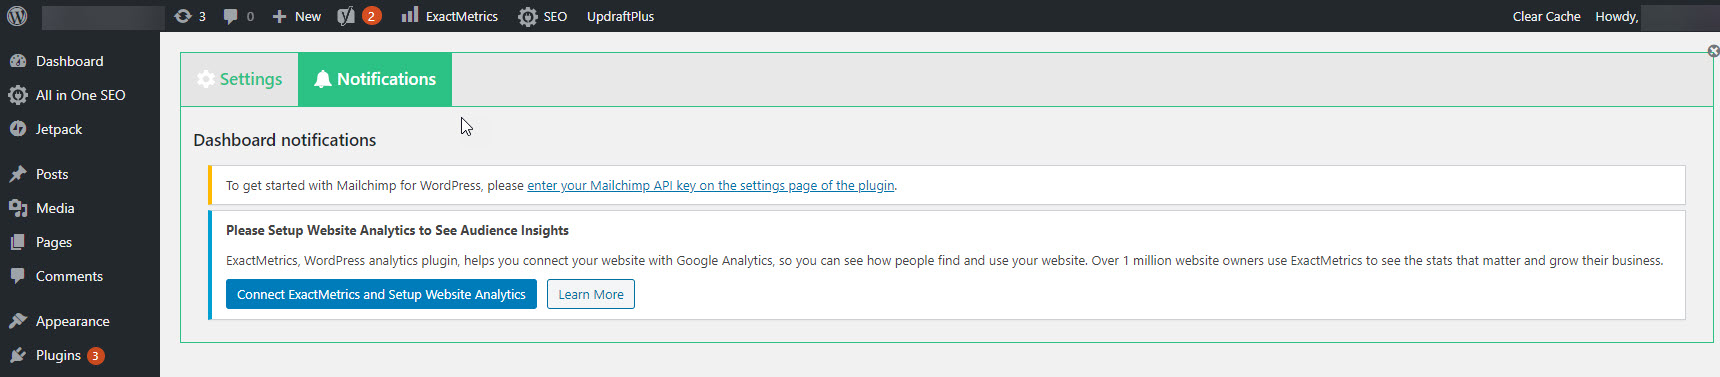 3 0 New 2 ExactMetrics SEO UpdraftPlus Clear Cache Howdy,
Dashboard
All in One SEO
Jetpack
Posts
Media
Pages
Comments
Appearance
Plugins 3
Settings Notifications
Dashboard notifications
To get started with Mailchimp for WordPress, please enter your Mailchimp API key on the settings page of the plugin.
Please Setup Website Analytics to See Audience Insights
ExactMetrics, WordPress analytics plugin, helps you connect your website with Google Analytics, so you can see how people find and use your website. Over 1 million website owners use ExactMetrics to see the stats that matter and grow their business.
Connect ExactMetrics and Setup Website Analytics Learn More